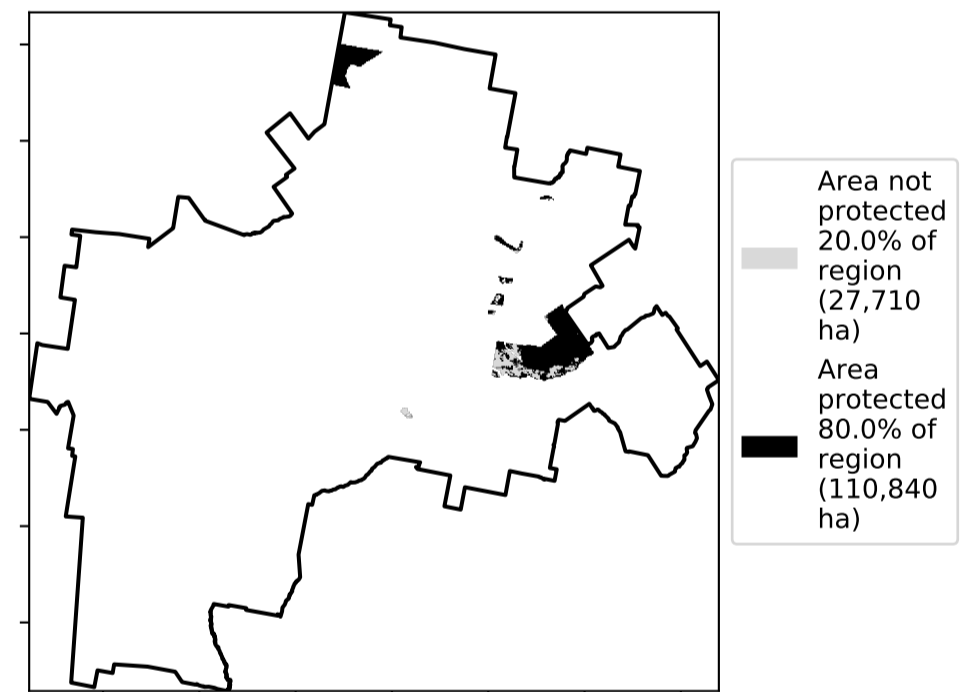 Area not
protected
20.0% of
region
(27,710
ha)
Area
protected
80.0% of
region
(110,840
ha)